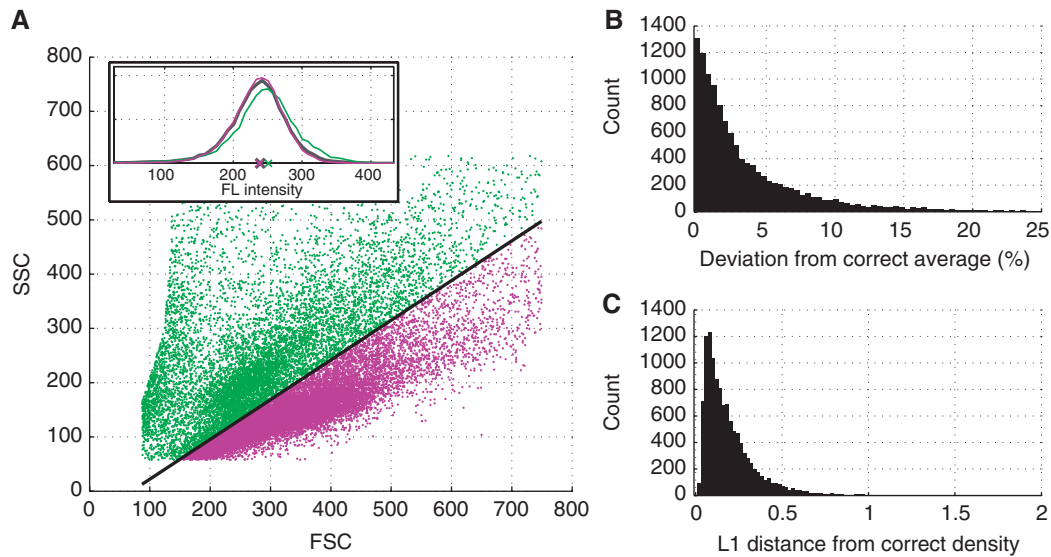 A
800
700
600
500
400
300
200
100
0
SSC
0 100 200 300 400 500 600 700 800
FSC
100 200 300 400
FL intensity
B
1400
1200
1000
800
600
400
200
0
Count
0 5 10 15 20 25
Deviation from correct average (%)
C
1400
1200
1000
800
600
400
200
0
Count
0 0.5 1 1.5 2
L1 distance from correct density